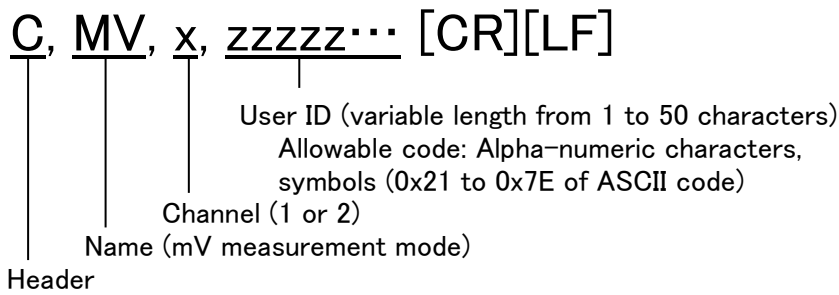 C, MV, x, zzzzz··· [CR][LF]
User ID (variable length from 1 to 50 characters)
Allowable code: Alpha-numeric characters,
symbols (0x21 to 0x7E of ASCII code)
Channel (1 or 2)
Name (mV measurement mode)
Header